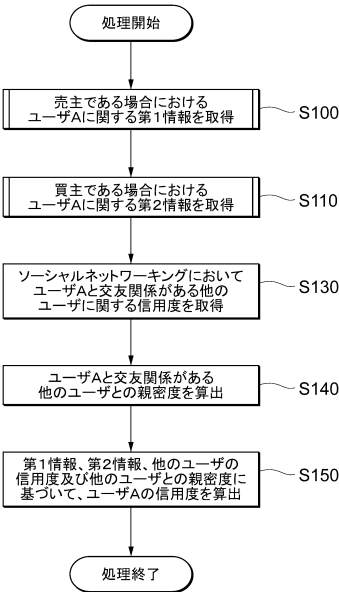 処理開始
売主である場合における
ユーザAに関する第1情報を取得
S100
買主である場合における
ユーザAに関する第2情報を取得
S110
ソーシャルネットワーキングにおいて
ユーザAと交友関係がある他の
ユーザに関する信用度を取得
S130
ユーザAと交友関係がある
他のユーザとの親密度を算出
S140
第1情報、第2情報、他のユーザの
信用度及び他のユーザとの親密度に
基づいて、ユーザAの信用度を算出
S150
処理終了